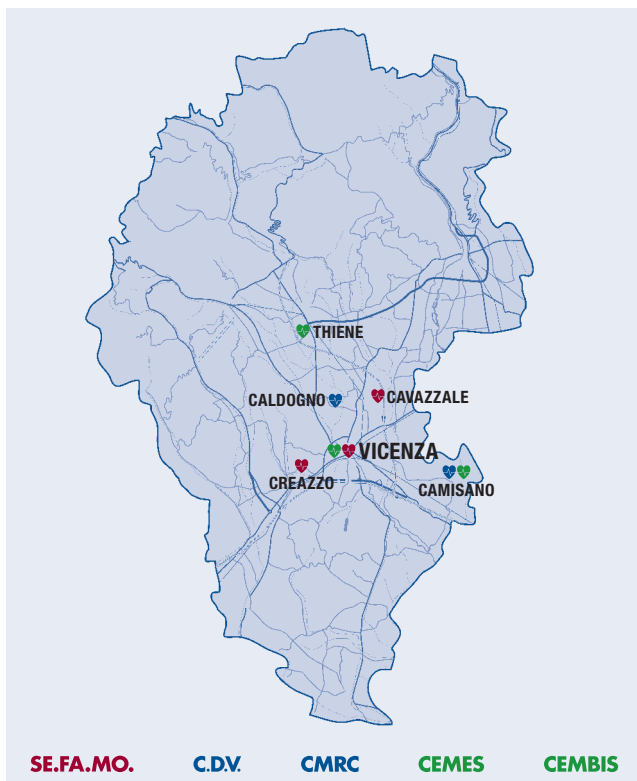 THIENE
CALDOGNO
CAVAZZALE
VICENZA
CREAZZO
CAMISANO
SE.FA.MO. C.D.V. CMRC CEMES CEMBIS